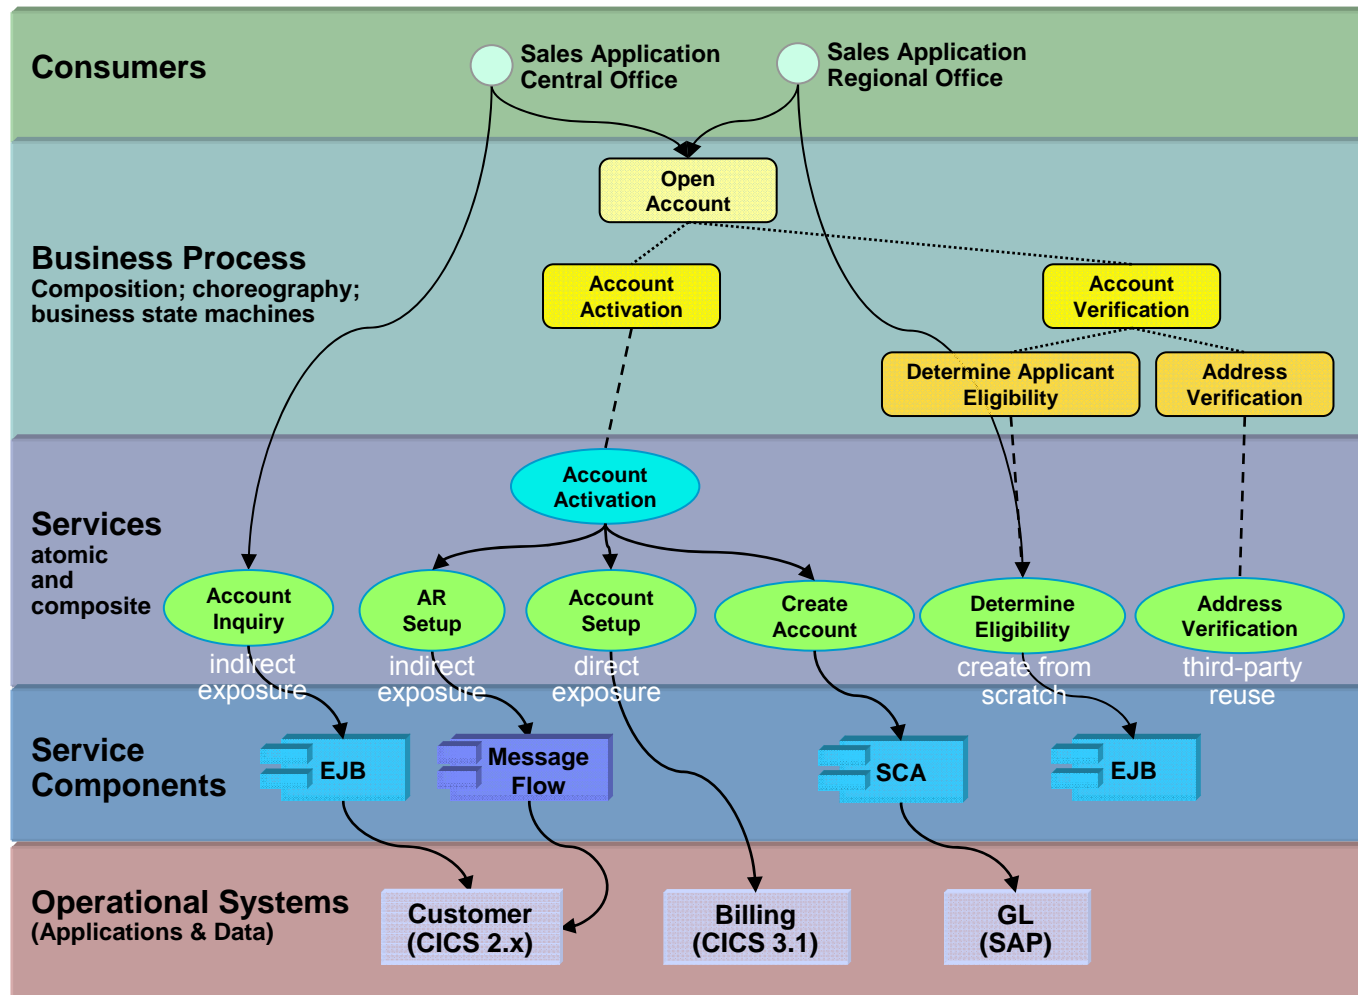 Consumers
Sales Application
Central Office
Sales Application
Regional Office
Business Process
Composition; choreography;
business state machines
Open
Account
Account
Activation
Account
Verification
Determine Applicant
Eligibility
Address
Verification
Services
atomic
and
composite
Account
Activation
Account
Inquiry
AR
Setup
Account
Setup
Create
Account
Determine
Eligibility
Address
Verification
indirect
exposure
indirect
exposure
direct
exposure
create from
scratch
third-party
reuse
Service
Components
EJB
Message
Flow
SCA
EJB
Operational Systems
(Applications & Data)
Customer
(CICS 2.x)
Billing
(CICS 3.1)
GL
(SAP)